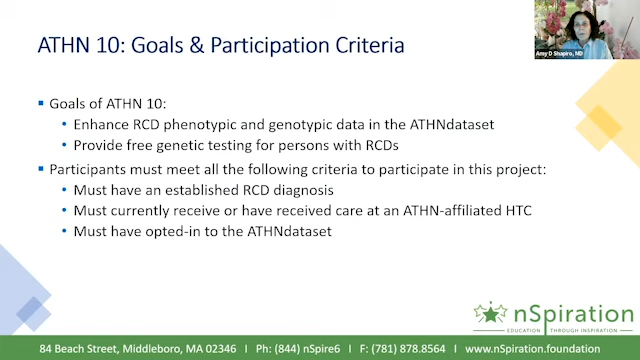 ATHN 10: Goals & Participation Criteria
Amy D Shapiro, MD
Goals of ATHN 10:
Enhance RCD phenotypic and genotypic data in the ATHNdataset
Provide free genetic testing for persons with RCDs
Participants must meet all the following criteria to participate in this project:
Must have an established RCD diagnosis
Must currently receive or have received care at an ATHN-affiliated HTC
Must have opted-in to the ATHNdataset
nSpiration
EDUCATION THROUGH INSPIRATION
84 Beach Street, Middleboro, MA 02346 I Ph: (844) nSpire6 I F: (781) 878.8564 I www.nSpiration.foundation